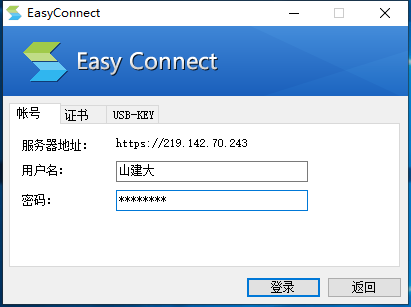 EasyConnect
Easy Connect
帐号 证书 USB-KEY
服务器地址: https://219.142.70.243
用户名: 山建大
密码: ********
登录 返回